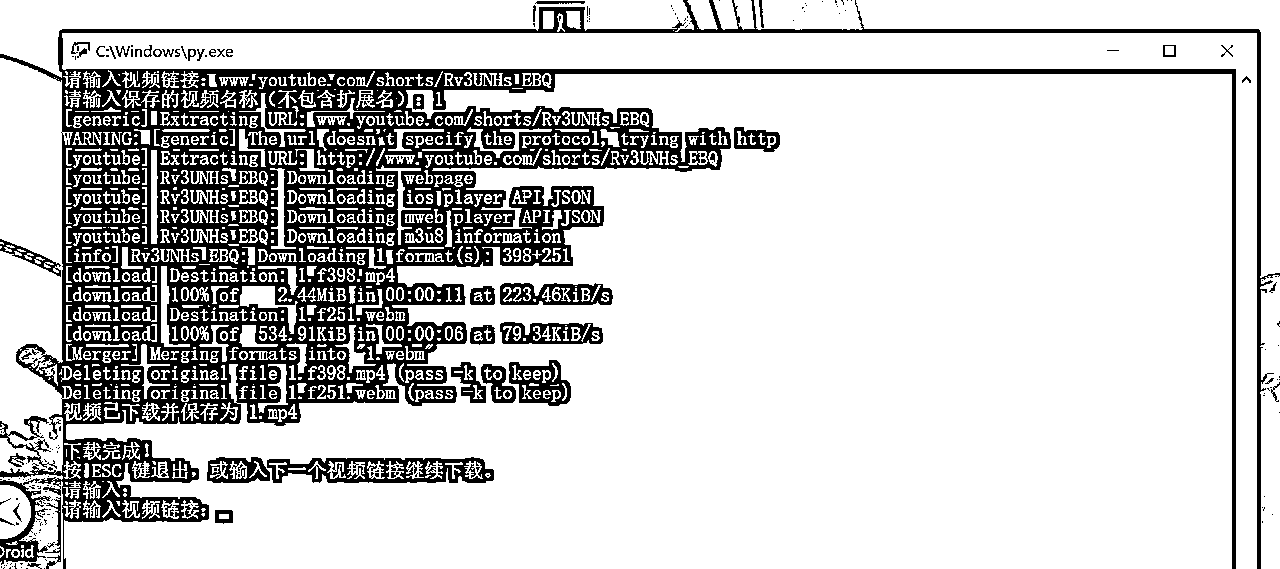 C:\Windows\py.exe
请输入视频链接: www.youtube.com/shorts/Rv3UNHs_EBQ
请输入保存的视频名称（不包含扩展名）: 1
[generic] Extracting URL: www.youtube.com/shorts/Rv3UNHs_EBQ
WARNING: [generic] The url doesn't specify the protocol, trying with http
[youtube] Extracting URL: http://www.youtube.com/shorts/Rv3UNHs_EBQ
[youtube] Rv3UNHs_EBQ: Downloading webpage
[youtube] Rv3UNHs_EBQ: Downloading ios player API JSON
[youtube] Rv3UNHs_EBQ: Downloading mweb player API JSON
[youtube] Rv3UNHs_EBQ: Downloading m3u8 information
[info] Rv3UNHs_EBQ: Downloading 1 format(s): 398+251
[download] Destination: 1.f398.mp4
[download] 100% of    2.44MiB in 00:00:11 at 223.46KiB/s
[download] Destination: 1.f251.webm
[download] 100% of  534.91KiB in 00:00:06 at 79.34KiB/s
[Merger] Merging formats into "1.webm"
Deleting original file 1.f398.mp4 (pass -k to keep)
Deleting original file 1.f251.webm (pass -k to keep)
视频已下载并保存为 1.mp4
下载完成！
按 ESC 键退出，或输入下一个视频链接继续下载。
请输入:
请输入视频链接:
Droid